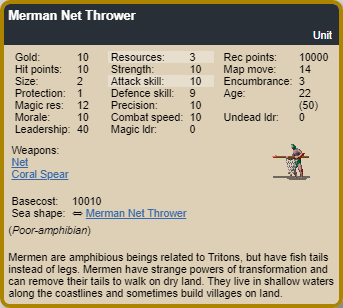 Merman Net Thrower
Unit
Gold: 10 Resources: 3 Rec points: 10000
Hit points: 10 Strength: 10 Map move: 14
Size: 2 Attack skill: 10 Encumbrance: 3
Protection: 1 Defence skill: 9 Age: 22
Magic res: 12 Precision: 10 (50)
Morale: 10 Combat speed: 10 Undead ldr: 0
Leadership: 40 Magic ldr: 0
Weapons:
Net
Coral Spear
Basecost: 10010
Sea shape: ⇔ Merman Net Thrower
(Poor-amphibian)
Mermen are amphibious beings related to Tritons, but have fish tails
instead of legs. Mermen have strange powers of transformation and
can remove their tails to walk on dry land. They live in shallow waters
along the coastlines and sometimes build villages on land.